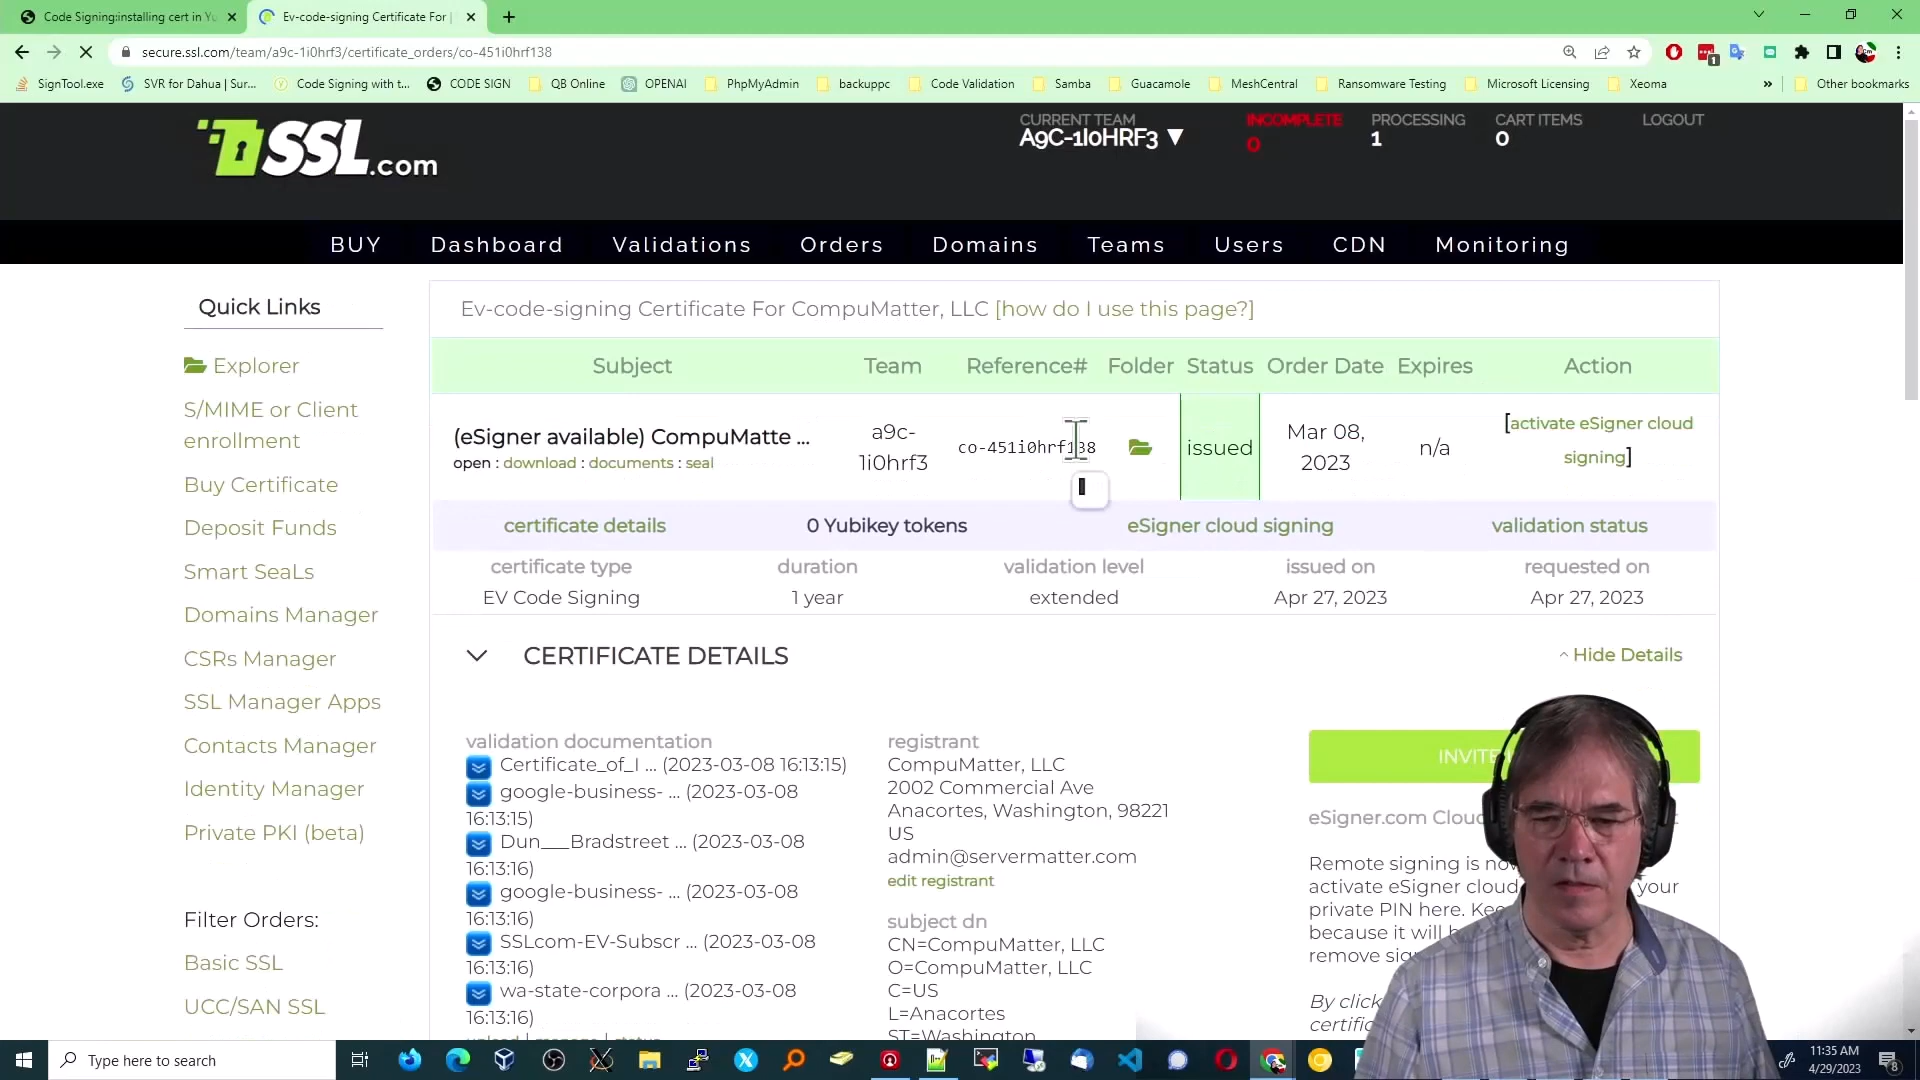 Code Signing:installing cert in Yu
Ev-code-signing Certificate For |
secure.ssl.com/team/a9c-1i0hrf3/certificate_orders/co-451i0hrf138
1
SignTool.exe
SVR for Dahua | Sur...
Code Signing with t...
CODE SIGN
QB Online
OPENAI
PhpMyAdmin
backuppc
Code Validation
Samba
Guacamole
MeshCentral
Ransomware Testing
Microsoft Licensing
Xeoma
»
Other bookmarks
SSL.com
CURRENT TEAM
A9C-1I0HRF3 ▼
INCOMPLETE
0
PROCESSING
1
CART ITEMS
0
LOGOUT
BUY Dashboard Validations Orders Domains Teams Users CDN Monitoring
Quick Links
Explorer
S/MIME or Client
enrollment
Buy Certificate
Deposit Funds
Smart SeaLs
Domains Manager
CSRs Manager
SSL Manager Apps
Contacts Manager
Identity Manager
Private PKI (beta)
Filter Orders:
Basic SSL
UCC/SAN SSL
Ev-code-signing Certificate For CompuMatter, LLC [how do I use this page?]
Subject Team Reference# Folder Status Order Date Expires Action
(eSigner available) CompuMatte ...
open : download : documents : seal
a9c-
1i0hrf3
co-451i0hrf138
issued
Mar 08,
2023
n/a
[activate eSigner cloud
signing]
certificate details 0 Yubikey tokens eSigner cloud signing validation status
certificate type duration validation level issued on requested on
EV Code Signing 1 year extended Apr 27, 2023 Apr 27, 2023
CERTIFICATE DETAILS
^ Hide Details
validation documentation
Certificate_of_I ... (2023-03-08 16:13:15)
google-business- ... (2023-03-08
16:13:15)
Dun___Bradstreet ... (2023-03-08
16:13:16)
google-business- ... (2023-03-08
16:13:16)
SSLcom-EV-Subscr ... (2023-03-08
16:13:16)
wa-state-corpora ... (2023-03-08
16:13:16)
registrant
CompuMatter, LLC
2002 Commercial Ave
Anacortes, Washington, 98221
US
admin@servermatter.com
edit registrant
subject dn
CN=CompuMatter, LLC
O=CompuMatter, LLC
C=US
L=Anacortes
ST=Washington
INVITE
eSigner.com Clou
Remote signing is no
activate eSigner cloud your
private PIN here. Kee
because it will b
remove sig
By click
certific
Type here to search
11:35 AM
4/29/2023
8